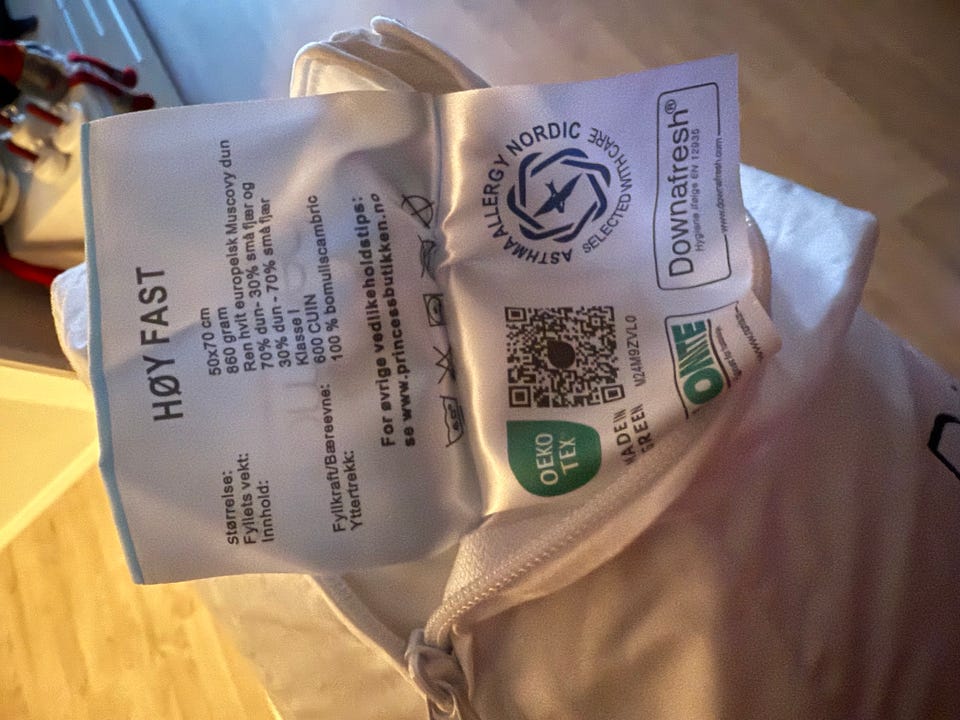 HØY FAST
Størrelse: 50x70 cm
Fyllets vekt: 860 gram
Innhold: Ren hvit europeisk Muscovy dun
70% dun- 30% små fjær og
30% dun - 70% små fjær
Klasse I
Fyllkraft/Bæreevne: 600 CUIN
Yttertrekk: 100 % bomullscambric
For øvrige vedlikeholdstips:
se www.princessbutikken.no
ASTHMA ALLERGY NORDIC
SELECTED WITH CARE
Downafresh®
Hygiene ifølge EN 12935
www.downafresh.com
OEKO
TEX
MADE IN
GREEN
M24M9ZVL0